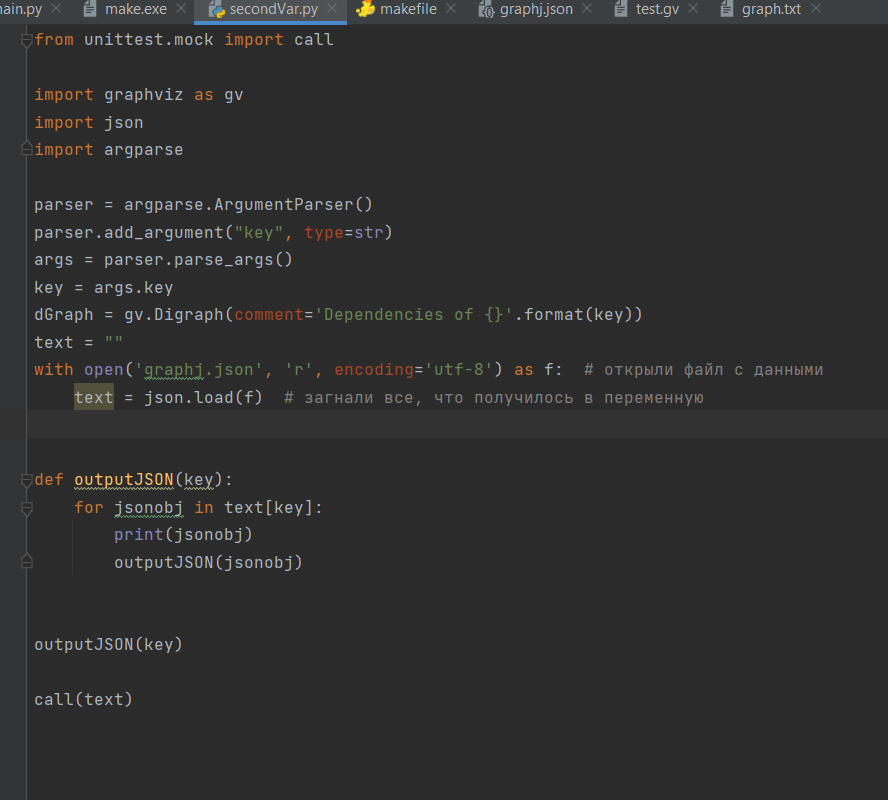 ain.py make.exe secondVar.py makefile graphj.json test.gv graph.txt
from unittest.mock import call
import graphviz as gv
import json
import argparse
parser = argparse.ArgumentParser()
parser.add_argument("key", type=str)
args = parser.parse_args()
key = args.key
dGraph = gv.Digraph(comment='Dependencies of {}'.format(key))
text = ""
with open('graphj.json', 'r', encoding='utf-8') as f:  # открыли файл с данными
    text = json.load(f)  # загнали все, что получилось в переменную
def outputJSON(key):
    for jsonobj in text[key]:
        print(jsonobj)
        outputJSON(jsonobj)
outputJSON(key)
call(text)